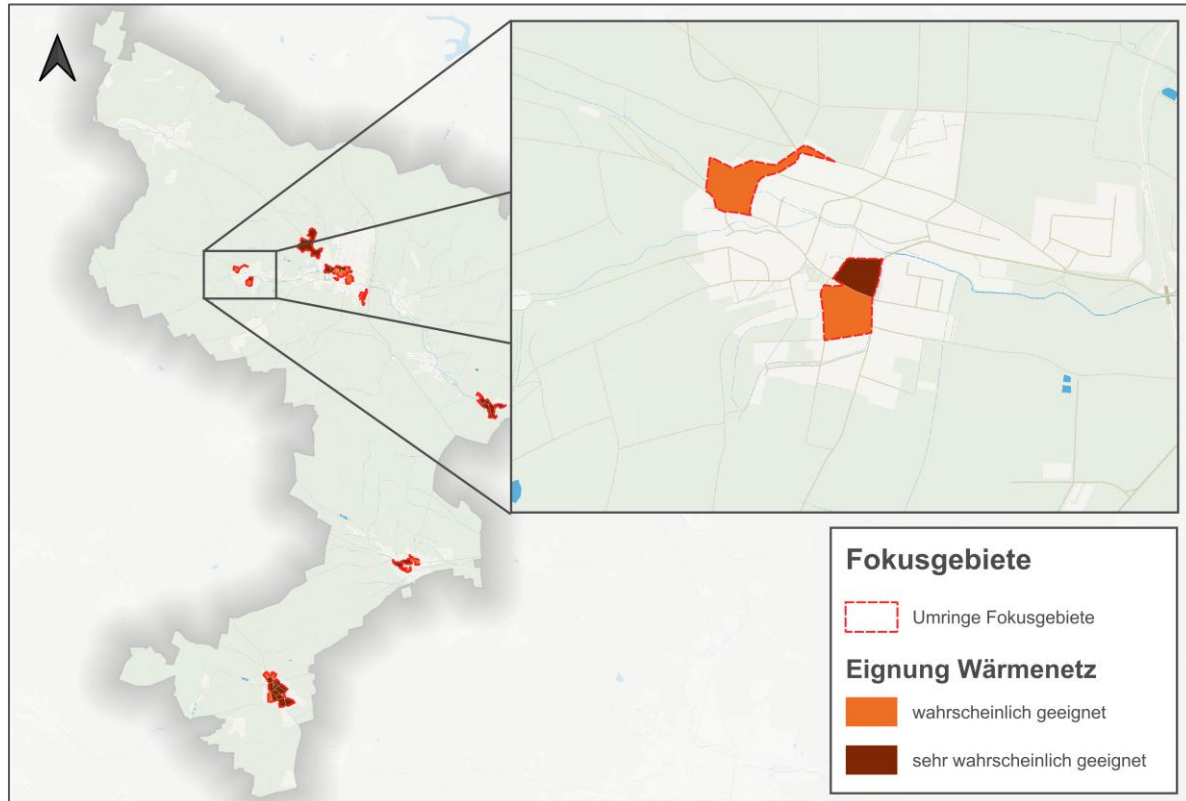 Fokusgebiete
Umringe Fokusgebiete
Eignung Wärmenetz
wahrscheinlich geeignet
sehr wahrscheinlich geeignet